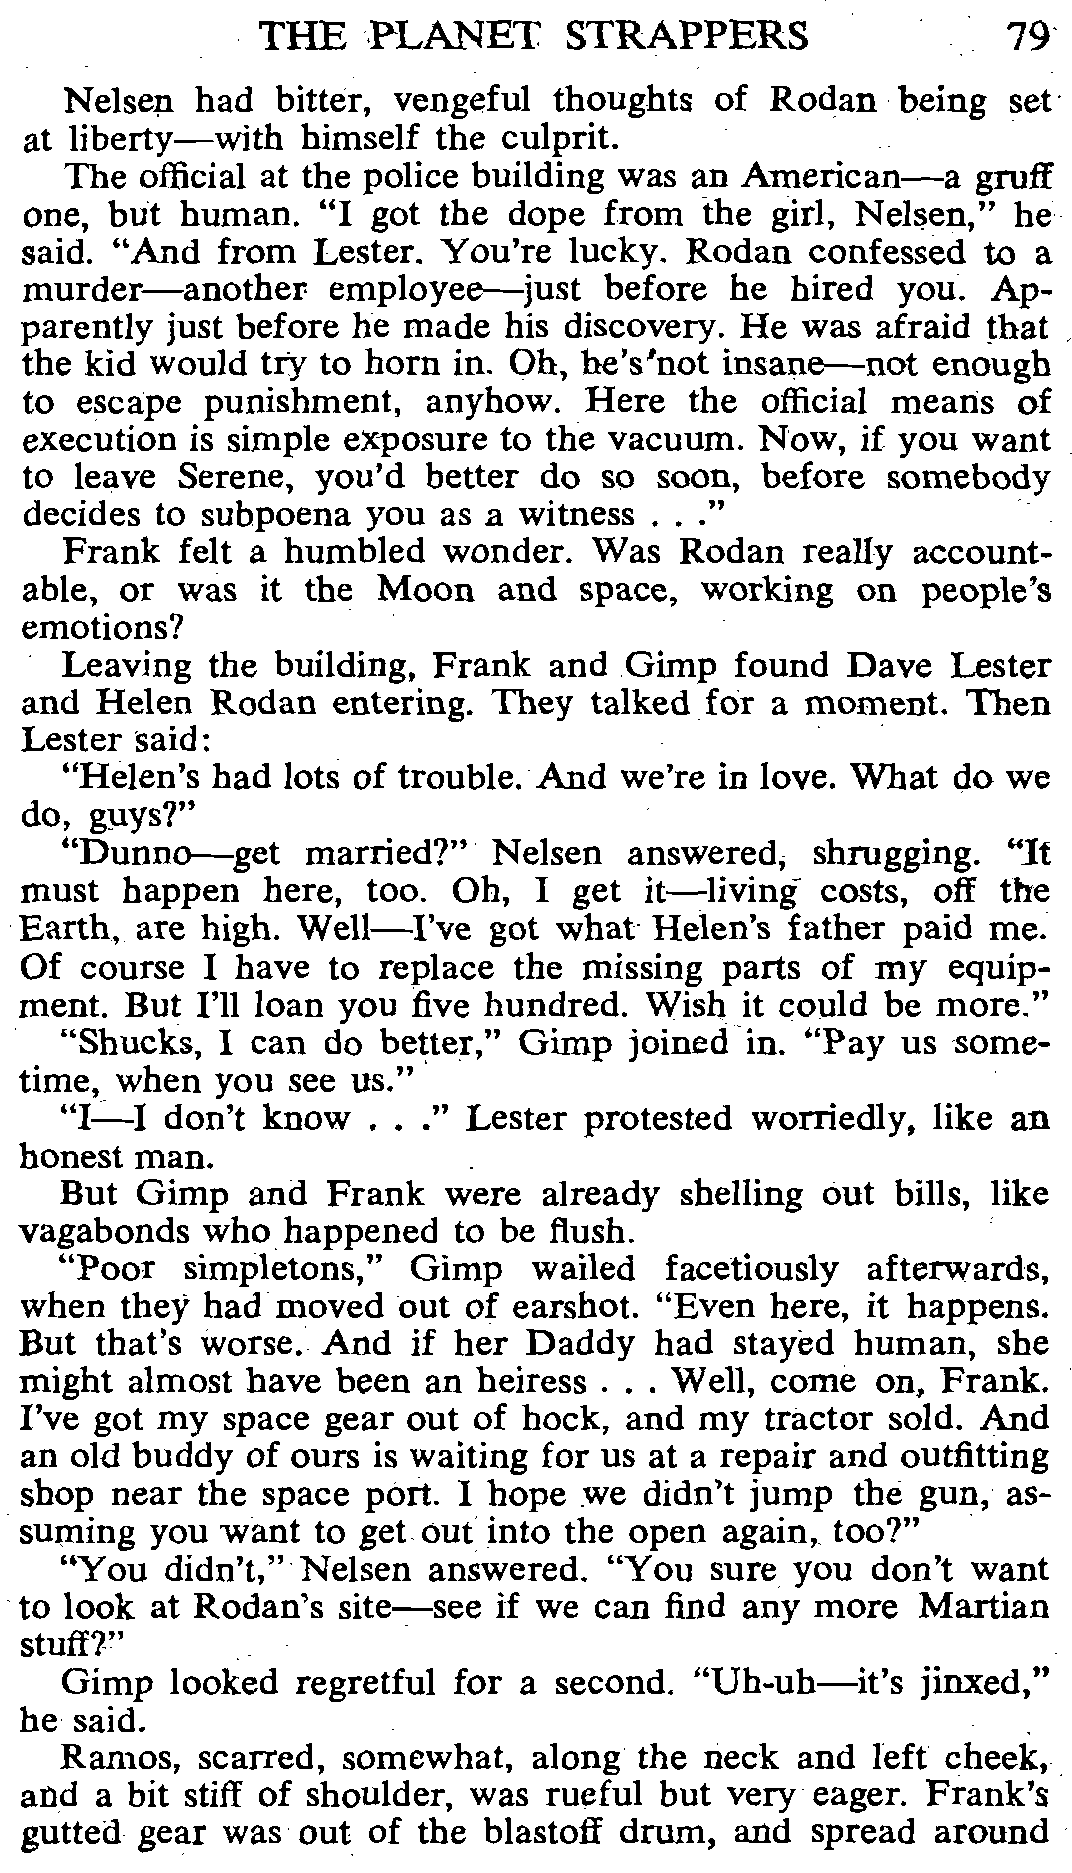 THE PLANET STRAPPERS 79
Nelsen had bitter, vengeful thoughts of Rodan being set
at liberty—with himself the culprit.
The official at the police building was an American—a gruff
one, but human. “I got the dope from the girl, Nelsen,” he
said. “And from Lester. You're lucky. Rodan confessed to a
murder—another employee—just before he hired you. Ap-
parently just before he made his discovery. He was afraid that
the kid would try to horn in. Oh, he's not insane—not enough
to escape punishment, anyhow. Here the official means of
execution is simple exposure to the vacuum. Now, if you want
to leave Serene, you'd better do so soon, before somebody
decides to subpoena you as a witness . . .”
Frank felt a humbled wonder. Was Rodan really account-
able, or was it the Moon and space, working on people's
emotions?
Leaving the building, Frank and Gimp found Dave Lester
and Helen Rodan entering. They talked for a moment. Then
Lester said:
“Helen's had lots of trouble. And we're in love. What do we
do, guys?”
“Dunno—get married?” Nelsen answered, shrugging. “It
must happen here, too. Oh, I get it—living costs, off the
Earth, are high. Well—I've got what Helen's father paid me.
Of course I have to replace the missing parts of my equip-
ment. But I'll loan you five hundred. Wish it could be more.”
“Shucks, I can do better,” Gimp joined in. “Pay us some-
time, when you see us.”
“I—I don't know . . .” Lester protested worriedly, like an
honest man.
But Gimp and Frank were already shelling out bills, like
vagabonds who happened to be flush.
“Poor simpletons,” Gimp wailed facetiously afterwards,
when they had moved out of earshot. “Even here, it happens.
But that's worse. And if her Daddy had stayed human, she
might almost have been an heiress . . . Well, come on, Frank.
I've got my space gear out of hock, and my tractor sold. And
an old buddy of ours is waiting for us at a repair and outfitting
shop near the space port. I hope we didn't jump the gun, as-
suming you want to get out into the open again, too?”
“You didn't,” Nelsen answered. “You sure you don't want
to look at Rodan's site—see if we can find any more Martian
stuff?”
Gimp looked regretful for a second. “Uh-uh—it's jinxed,”
he said.
Ramos, scarred, somewhat, along the neck and left cheek,
and a bit stiff of shoulder, was rueful but very eager. Frank's
gutted gear was out of the blastoff drum, and spread around